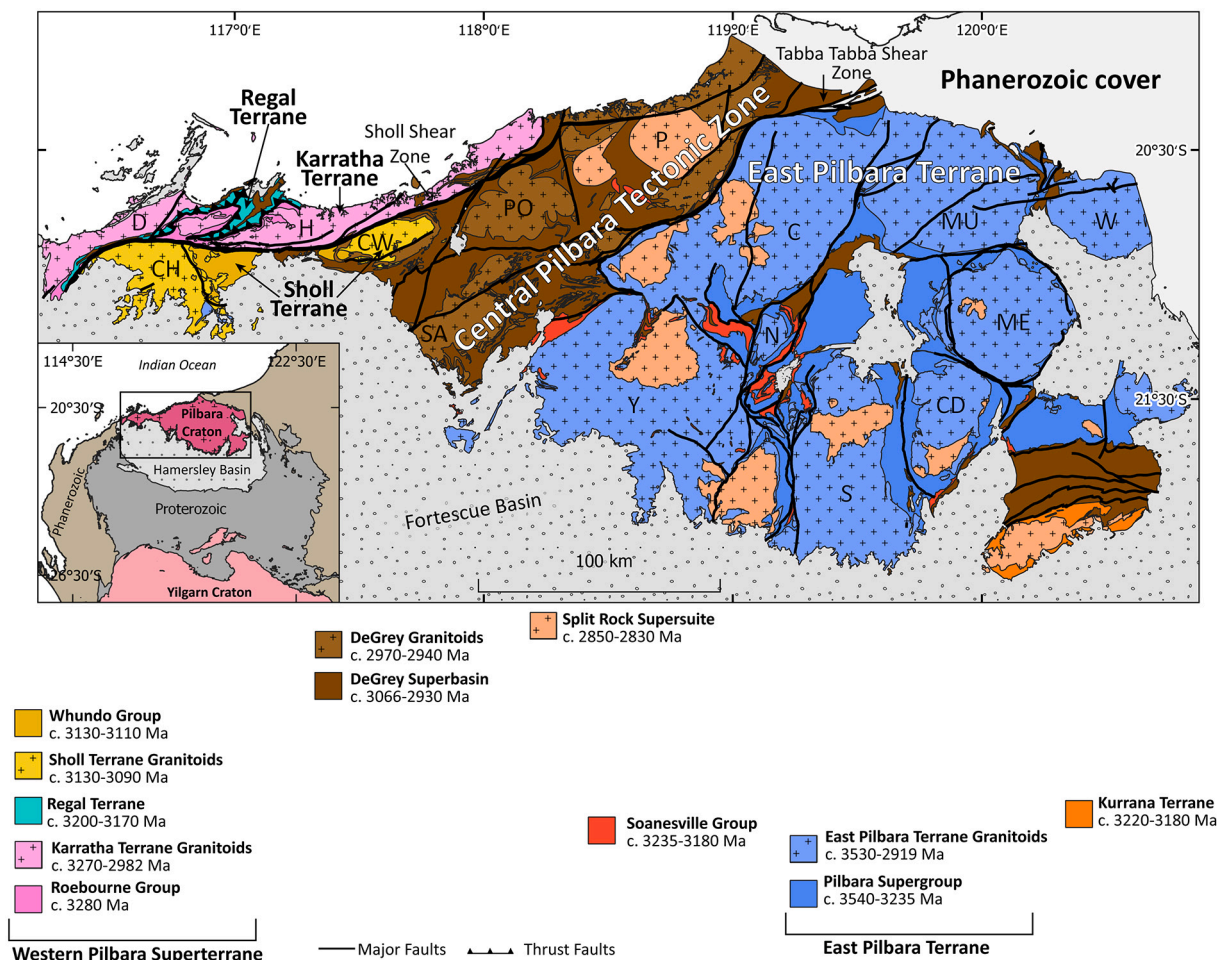 117°0'E
118°0'E
119°0'E
120°0'E
Tabba Tabba Shear
Zone
Phanerozoic cover
Regal
Terrane
Sholl Shear
Zone
Karratha
Terrane
20°30'S
P
East Pilbara Terrane
D
H
PO
C
MU
W
CW
CH
Sholl
Terrane
Central Pilbara Tectonic Zone
SA
N
ME
21°30'S
Y
CD
S
Fortescue Basin
100 km
114°30'E
Indian Ocean
122°30'E
20°30'S
Pilbara
Craton
Hamersley Basin
Phanerozoic
Proterozoic
26°30'S
Yilgarn Craton
Split Rock Supersuite
c. 2850-2830 Ma
DeGrey Granitoids
c. 2970-2940 Ma
DeGrey Superbasin
c. 3066-2930 Ma
Whundo Group
c. 3130-3110 Ma
Sholl Terrane Granitoids
c. 3130-3090 Ma
Regal Terrane
c. 3200-3170 Ma
Karratha Terrane Granitoids
c. 3270-2982 Ma
Roebourne Group
c. 3280 Ma
Western Pilbara Superterrane
Soanesville Group
c. 3235-3180 Ma
East Pilbara Terrane Granitoids
c. 3530-2919 Ma
Pilbara Supergroup
c. 3540-3235 Ma
East Pilbara Terrane
Kurrana Terrane
c. 3220-3180 Ma
Major Faults
Thrust Faults